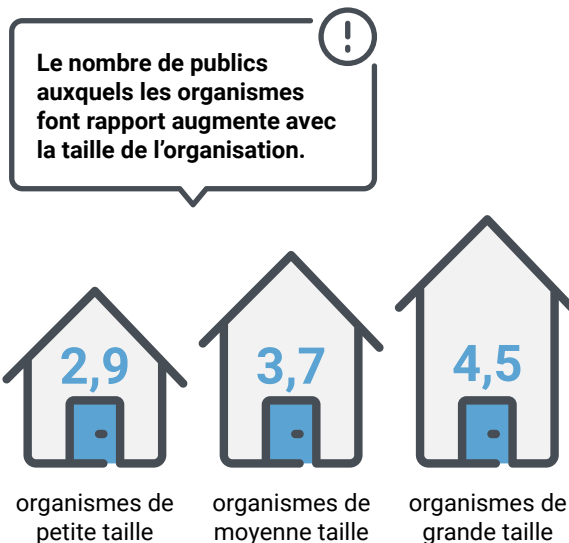 !
Le nombre de publics
auxquels les organismes
font rapport augmente avec
la taille de l’organisation.
2,9
3,7
4,5
organismes de
petite taille
organismes de
moyenne taille
organismes de
grande taille